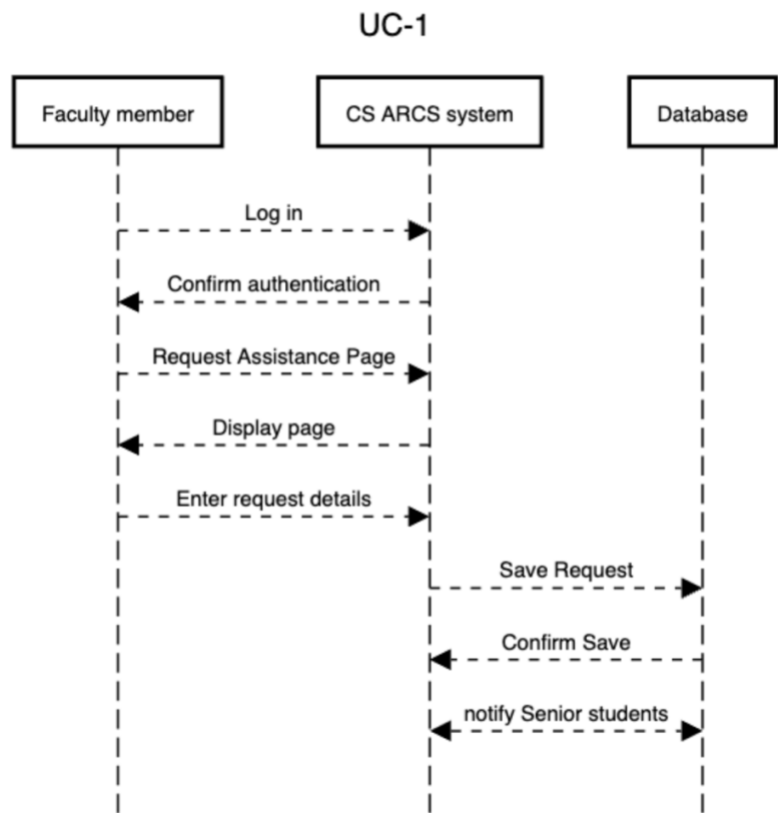 UC-1
Faculty member
CS ARCS system
Database
Log in
Confirm authentication
Request Assistance Page
Display page
Enter request details
Save Request
Confirm Save
notify Senior students